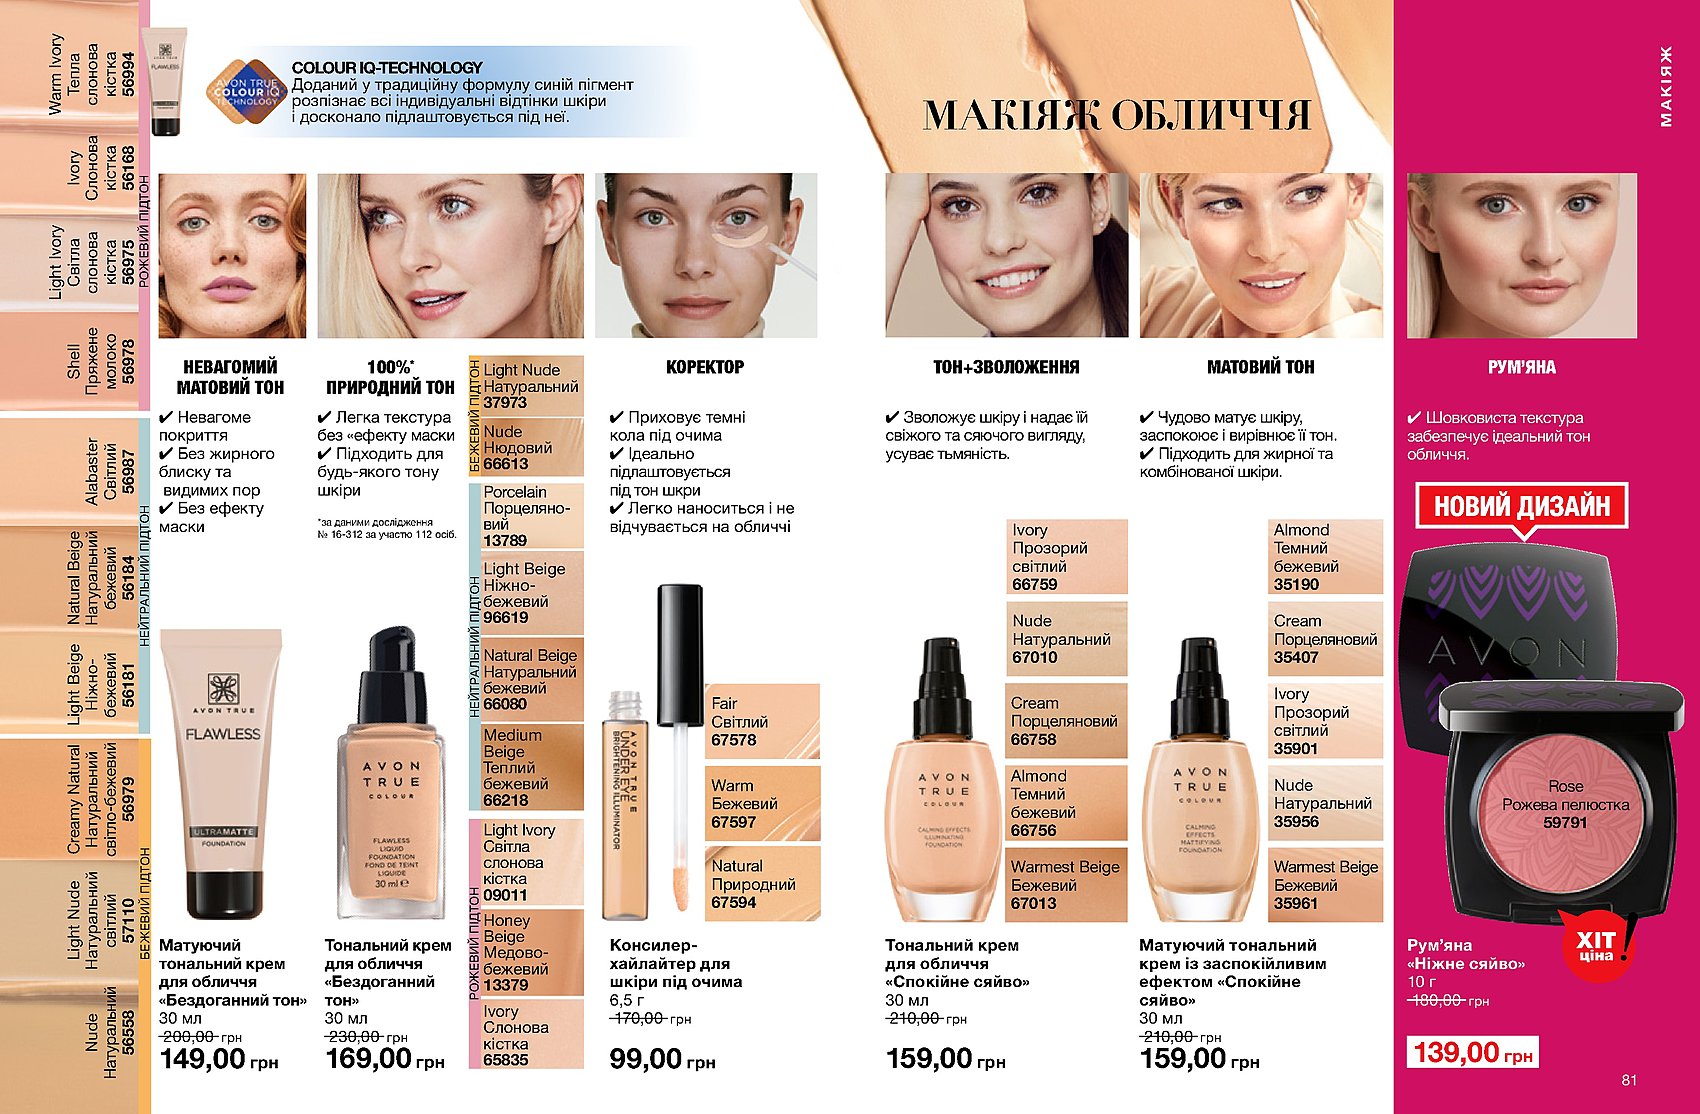 Warm Ivory
Тепла
слонова
кістка
56994
Ivory
Слонова
кістка
56168
Light Ivory
Світла
слонова
кістка
56975
Shell
Пряжене
молоко
56978
РОЖЕВИЙ ПІДТОН
Alabaster
Світлий
56987
Natural Beige
Натуральний
бежевий
56184
Light Beige
Ніжно-
бежевий
56181
НЕЙТРАЛЬНИЙ ПІДТОН
Creamy Natural
Натуральний
світло-бежевий
56979
Light Nude
Натуральний
світлий
57110
Nude
Натуральний
56558
БЕЖЕВИЙ ПІДТОН
FLAWLESS
AVON TRUE
COLOUR IQ
TECHNOLOGY
COLOUR IQ-TECHNOLOGY
Доданий у традиційну формулу синій пігмент
розпізнає всі індивідуальні відтінки шкіри
і досконало підлаштовується під неї.
МАКІЯЖ ОБЛИЧЧЯ
МАКІЯЖ
НЕВАГОМИЙ
МАТОВИЙ ТОН
✔ Невагоме
покриття
✔ Без жирного
блиску та
видимих пор
✔ Без ефекту
маски
AVON TRUE
FLAWLESS
ULTRAMATTE
FOUNDATION
Матуючий
тональний крем
для обличчя
«Бездоганний тон»
30 мл
200,00 грн
149,00 грн
100%*
ПРИРОДНИЙ ТОН
✔ Легка текстура
без «ефекту маски
✔ Підходить для
будь-якого тону
шкіри
*за даними дослідження
№ 16-312 за участю 112 осіб.
AVON
TRUE
COLOUR
FLAWLESS
LIQUID
FOUNDATION
FOND DE TEINT
LIQUIDE
30 ml e
Тональний крем
для обличчя
«Бездоганний
тон»
30 мл
230,00 грн
169,00 грн
БЕЖЕВИЙ ПІДТОН
Light Nude
Натуральний
37973
Nude
Нюдовий
66613
НЕЙТРАЛЬНИЙ ПІДТОН
Porcelain
Порцеляно-
вий
13789
Light Beige
Ніжно-
бежевий
96619
Natural Beige
Натуральний
бежевий
66080
Medium
Beige
Теплий
бежевий
66218
РОЖЕВИЙ ПІДТОН
Light Ivory
Світла
слонова
кістка
09011
Honey
Beige
Медово-
бежевий
13379
Ivory
Слонова
кістка
65835
КОРЕКТОР
✔ Приховує темні
кола під очима
✔ Ідеально
підлаштовується
під тон шкри
✔ Легко наноситься і не
відчувається на обличчі
AVON TRUE
UNDER EYE
BRIGHTENING ILLUMINATOR
Fair
Світлий
67578
Warm
Бежевий
67597
Natural
Природний
67594
Консилер-
хайлайтер для
шкіри під очима
6,5 г
170,00 грн
99,00 грн
ТОН+ЗВОЛОЖЕННЯ
✔ Зволожує шкіру і надає їй
свіжого та сяючого вигляду,
усуває тьмяність.
Ivory
Прозорий
світлий
66759
Nude
Натуральний
67010
Cream
Порцеляновий
66758
Almond
Темний
бежевий
66756
Warmest Beige
Бежевий
67013
AVON
TRUE
COLOUR
CALMING EFFECTS
ILLUMINATING
FOUNDATION
Тональний крем
для обличчя
«Спокійне сяйво»
30 мл
210,00 грн
159,00 грн
МАТОВИЙ ТОН
✔ Чудово матує шкіру,
заспокоює і вирівнює її тон.
✔ Підходить для жирної та
комбінованої шкіри.
Almond
Темний
бежевий
35190
Cream
Порцеляновий
35407
Ivory
Прозорий
світлий
35901
Nude
Натуральний
35956
Warmest Beige
Бежевий
35961
AVON
TRUE
COLOUR
CALMING
EFFECTS
MATTIFYING
FOUNDATION
Матуючий тональний
крем із заспокійливим
ефектом «Спокійне
сяйво»
30 мл
210,00 грн
159,00 грн
РУМ'ЯНА
✔ Шовковиста текстура
забезпечує ідеальний тон
обличчя.
НОВИЙ ДИЗАЙН
AVON
Rose
Рожева пелюстка
59791
ХІТ
ціна
!
Рум'яна
«Ніжне сяйво»
10 г
180,00 грн
139,00 грн
81